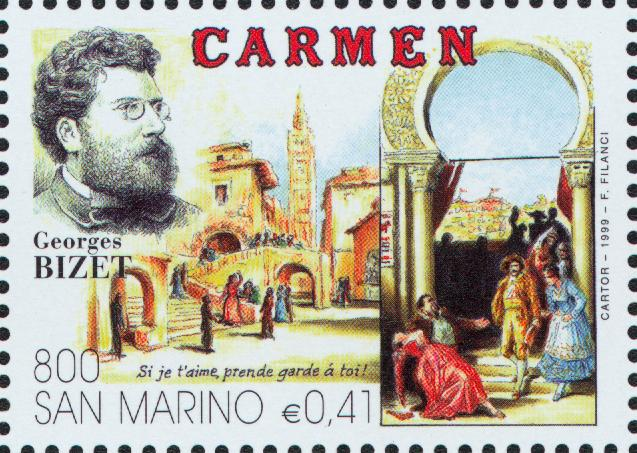 CARMEN
Georges
BIZET
Si je t'aime, prende garde á toi!
800
SAN MARINO €0,41
CARTOR – 1999 – F. FILANCI